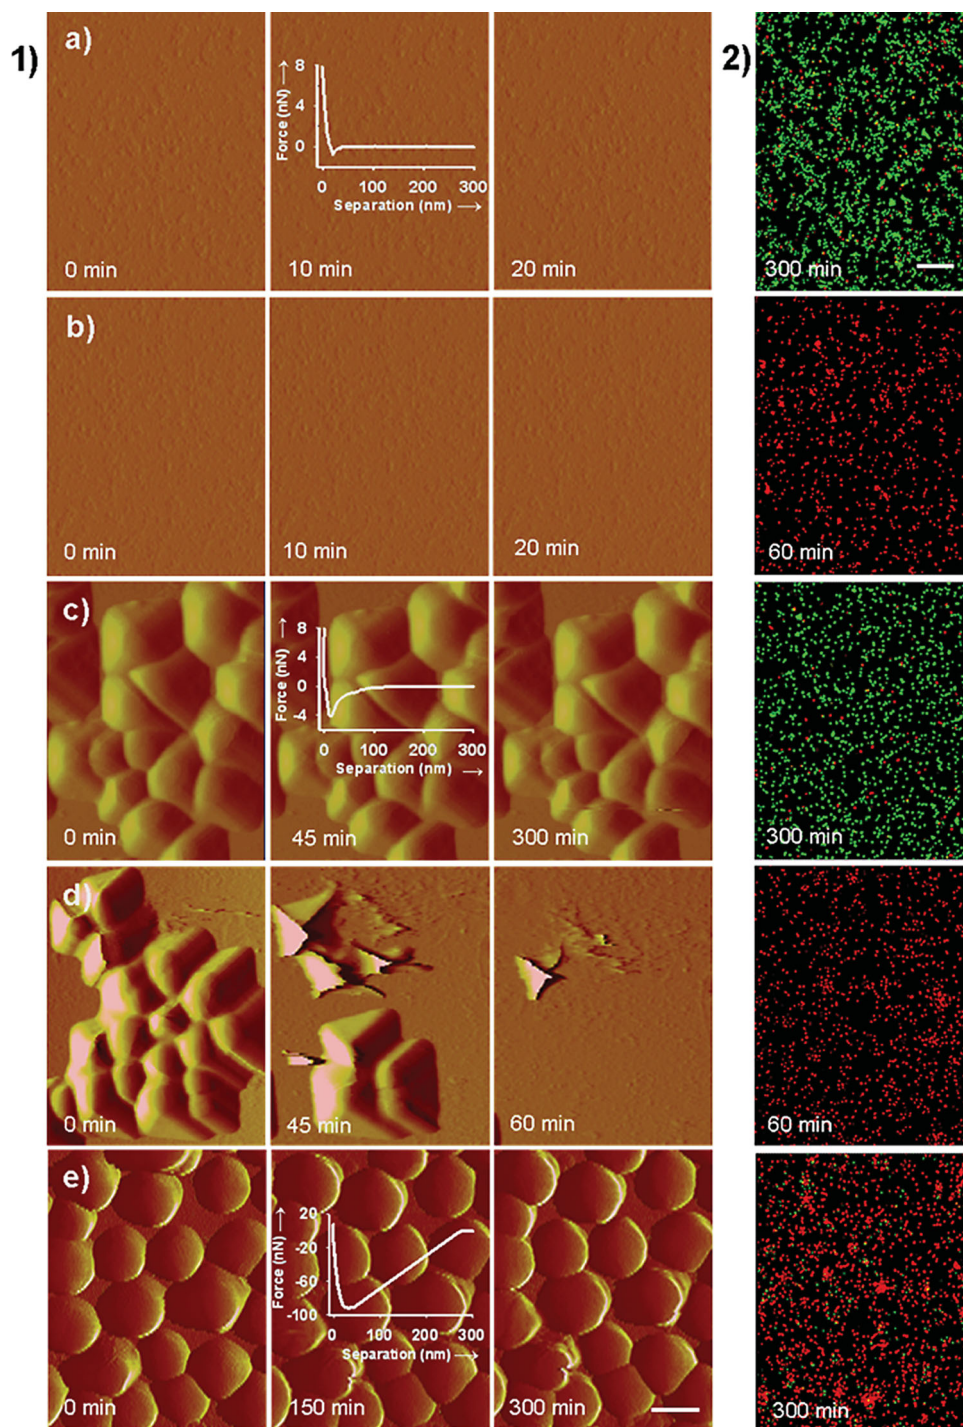 1)
2)
a)
Force (nN) →
8
4
0
0 100 200 300
Separation (nm) →
0 min
10 min
20 min
300 min
b)
0 min
10 min
20 min
60 min
c)
Force (nN) →
8
4
0
-4
0 100 200 300
Separation (nm) →
0 min
45 min
300 min
300 min
d)
0 min
45 min
60 min
60 min
e)
Force (nN) →
20
-20
-60
-100
0 100 200 300
Separation (nm) →
0 min
150 min
300 min
300 min